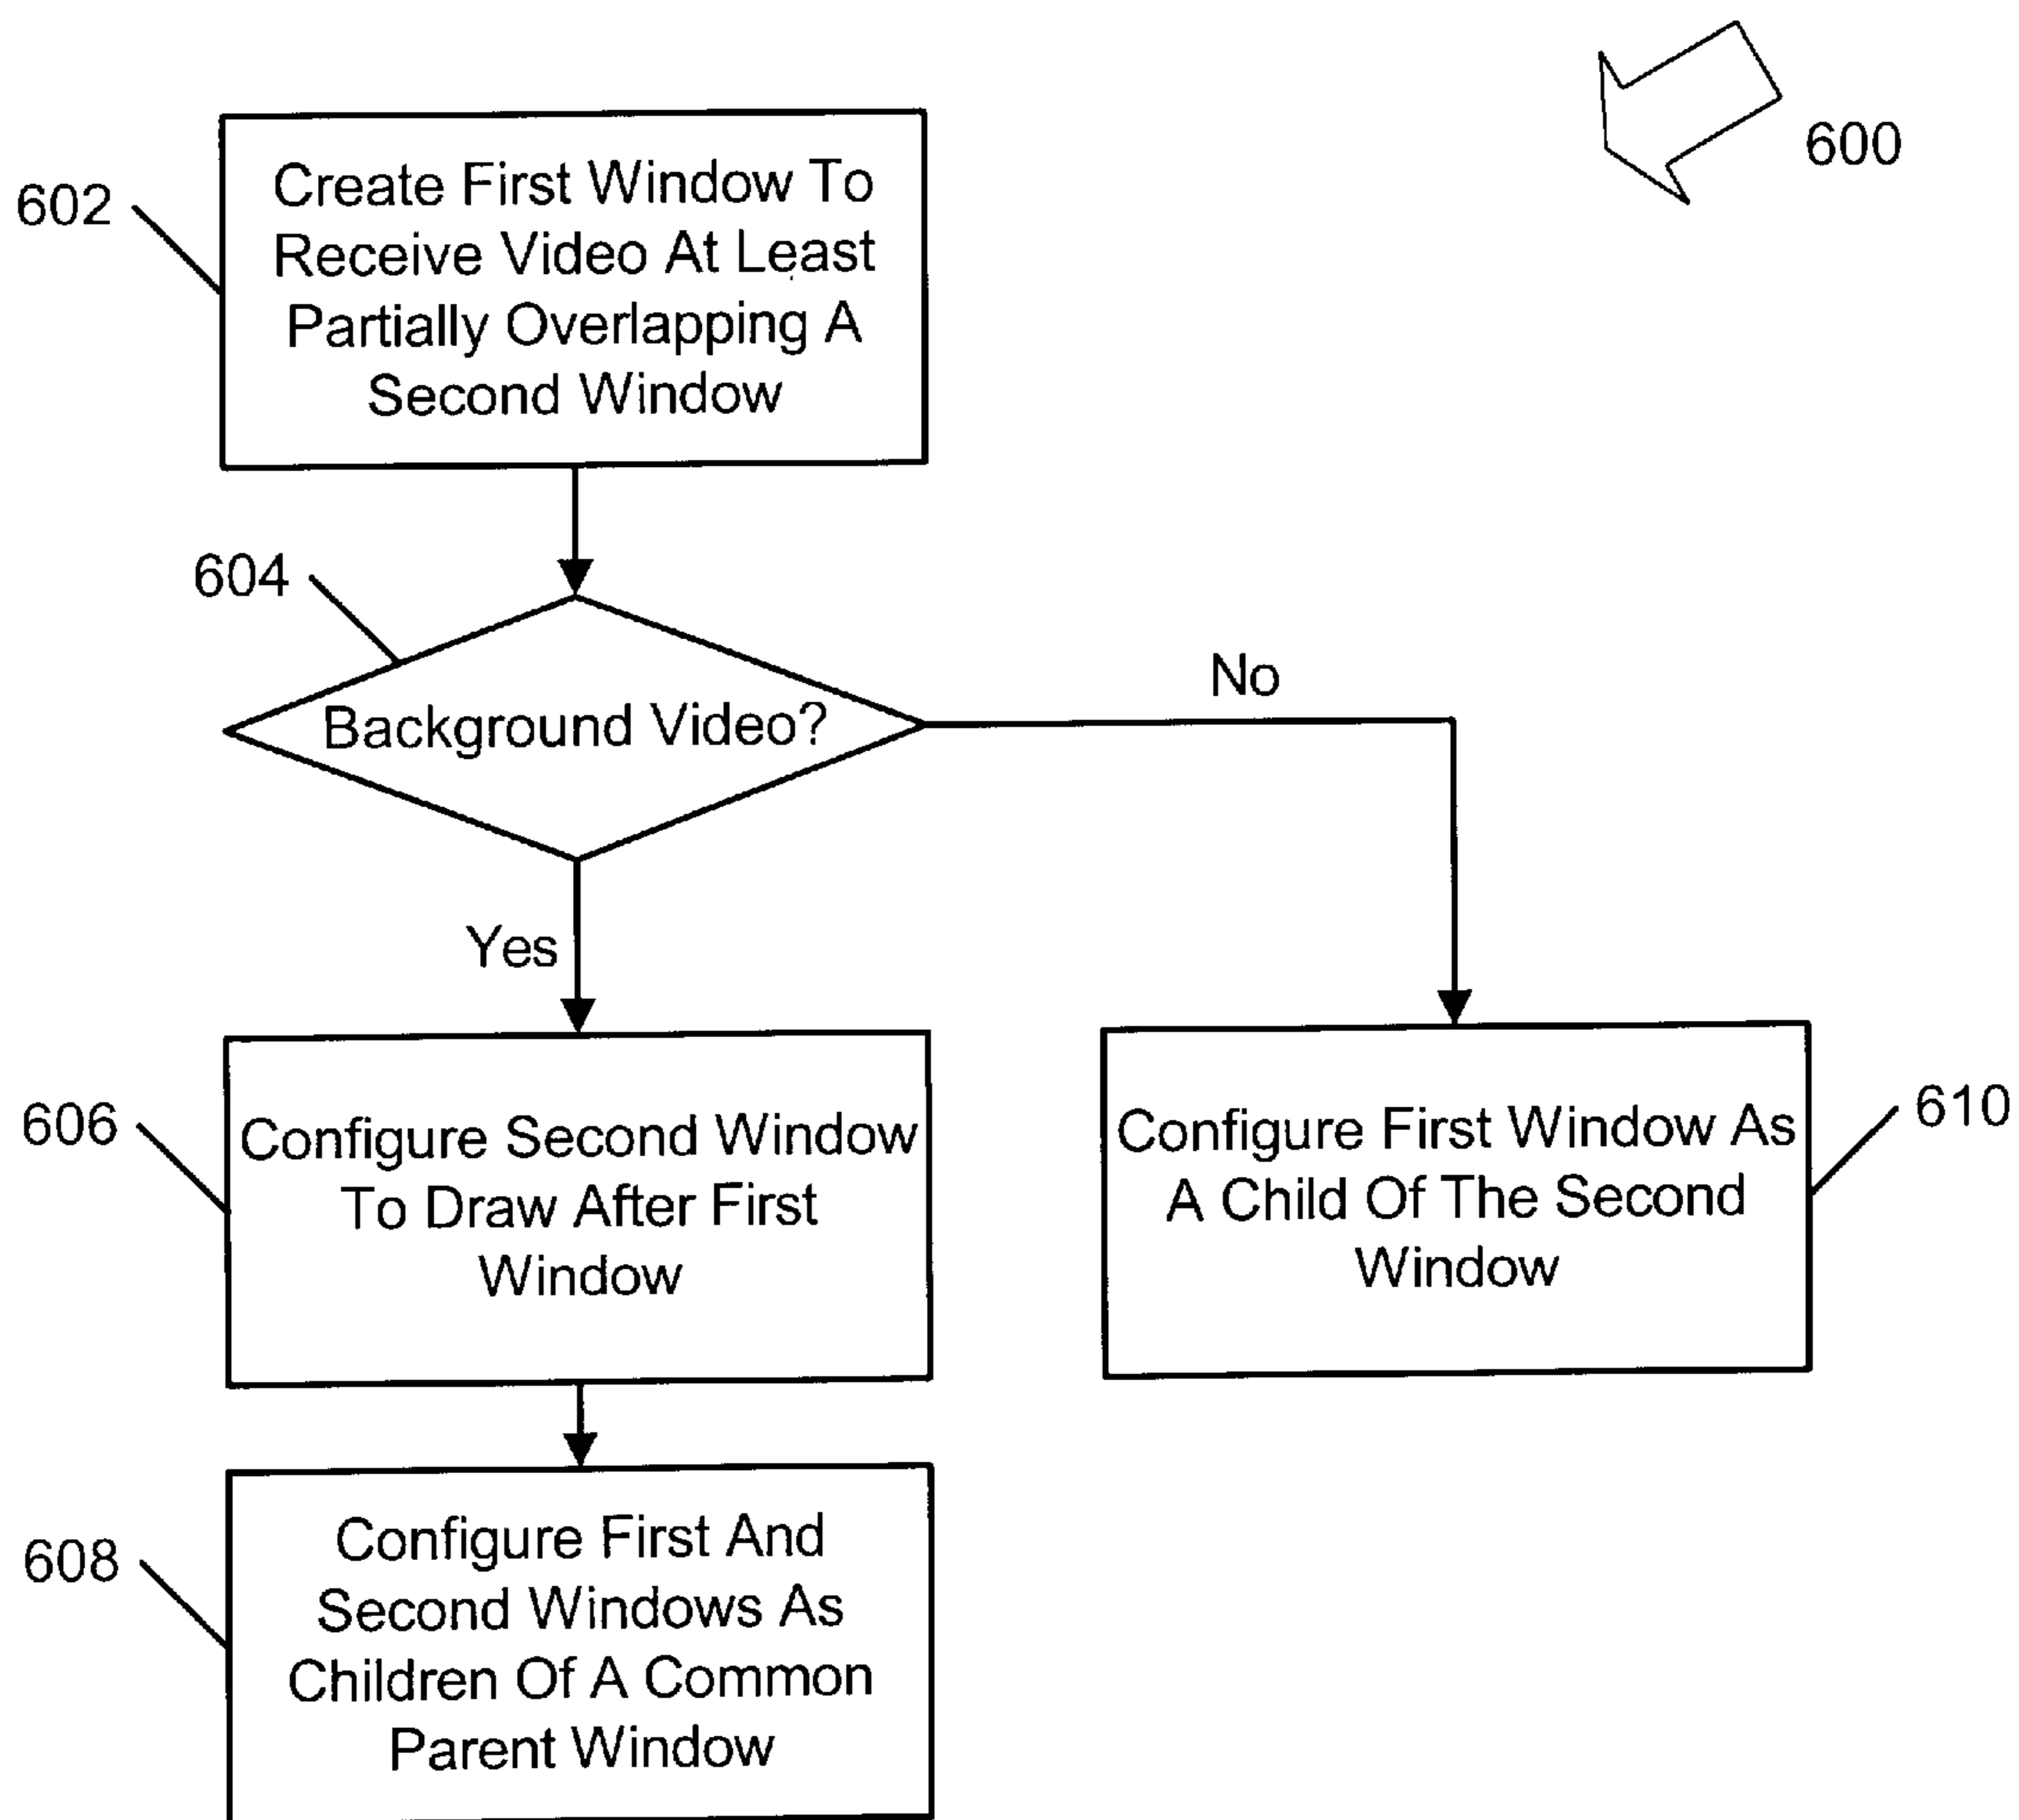 600
602
Create First Window To
Receive Video At Least
Partially Overlapping A
Second Window
604
Background Video?
No
Yes
606
Configure Second Window
To Draw After First
Window
610
Configure First Window As
A Child Of The Second
Window
608
Configure First And
Second Windows As
Children Of A Common
Parent Window